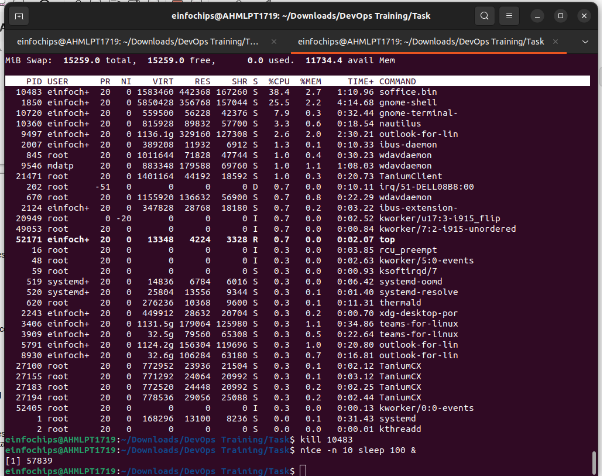 einfochips@AHMLPT1719: ~/Downloads/DevOps Training/Task
einfochips@AHMLPT1719: ~/Downloads/DevOps Training/T...
einfochips@AHMLPT1719: ~/Downloads/DevOps Training/Task
MiB Swap: 15259.0 total, 15259.0 free, 0.0 used. 11734.4 avail Mem
PID USER PR NI VIRT RES SHR S %CPU %MEM TIME+ COMMAND
10483 einfoch+ 20 0 1583460 442368 167260 S 38.4 2.7 1:10.96 soffice.bin
1850 einfoch+ 20 0 5850428 356768 157044 S 25.5 2.2 4:14.68 gnome-shell
10720 einfoch+ 20 0 559500 56228 42376 S 7.9 0.3 0:32.44 gnome-terminal-
10360 einfoch+ 20 0 815928 89832 57700 S 3.3 0.6 0:18.54 nautilus
9497 einfoch+ 20 0 1136.1g 329160 127308 S 2.6 2.0 2:30.21 outlook-for-lin
2007 einfoch+ 20 0 389208 11932 6912 S 1.3 0.1 0:10.33 ibus-daemon
845 root 20 0 1011644 71828 47744 S 1.0 0.4 0:30.23 wdavdaemon
9546 mdatp 20 0 883348 179588 69760 S 1.0 1.1 1:08.03 wdavdaemon
21471 root 20 0 1401164 44192 18592 S 1.0 0.3 0:20.73 TaniumClient
202 root -51 0 0 0 0 D 0.7 0.0 0:10.11 irq/51-DELL08B8:00
670 root 20 0 1155920 136632 56900 S 0.7 0.8 0:22.29 wdavdaemon
2124 einfoch+ 20 0 347828 28768 18180 S 0.7 0.2 0:03.22 ibus-extension-
20949 root 0 -20 0 0 0 I 0.7 0.0 0:02.52 kworker/u17:3-i915_flip
49053 root 20 0 0 0 0 I 0.7 0.0 0:00.84 kworker/7:2-i915-unordered
52171 einfoch+ 20 0 13348 4224 3328 R 0.7 0.0 0:02.07 top
16 root 20 0 0 0 0 I 0.3 0.0 0:03.85 rcu_preempt
48 root 20 0 0 0 0 I 0.3 0.0 0:02.63 kworker/5:0-events
59 root 20 0 0 0 0 S 0.3 0.0 0:00.93 ksoftirqd/7
519 systemd+ 20 0 14836 6784 6016 S 0.3 0.0 0:06.42 systemd-oomd
520 systemd+ 20 0 25804 13556 9344 S 0.3 0.1 0:01.40 systemd-resolve
620 root 20 0 276236 10368 9600 S 0.3 0.1 0:11.31 thermald
2243 einfoch+ 20 0 449912 28632 20704 S 0.3 0.2 0:00.70 xdg-desktop-por
3406 einfoch+ 20 0 1131.5g 179064 125980 S 0.3 1.1 0:34.86 teams-for-linux
3909 einfoch+ 20 0 32.5g 79560 65308 S 0.3 0.5 0:22.64 teams-for-linux
5791 einfoch+ 20 0 1124.2g 156304 119696 S 0.3 1.0 0:20.80 outlook-for-lin
8930 einfoch+ 20 0 32.6g 106284 63180 S 0.3 0.7 0:16.81 outlook-for-lin
27100 root 20 0 772952 23936 21504 S 0.3 0.1 0:02.12 TaniumCX
27155 root 20 0 771292 24064 20992 S 0.3 0.1 0:03.12 TaniumCX
27183 root 20 0 772520 24448 20992 S 0.3 0.2 0:02.25 TaniumCX
27194 root 20 0 778536 29056 25088 S 0.3 0.2 0:02.44 TaniumCX
52405 root 20 0 0 0 0 I 0.3 0.0 0:00.13 kworker/0:0-events
1 root 20 0 168296 13100 8236 S 0.0 0.1 0:31.43 systemd
2 root 20 0 0 0 0 S 0.0 0.0 0:00.01 kthreadd
einfochips@AHMLPT1719:~/Downloads/DevOps Training/Task$ kill 10483
einfochips@AHMLPT1719:~/Downloads/DevOps Training/Task$ nice -n 10 sleep 100 &
[1] 57839
einfochips@AHMLPT1719:~/Downloads/DevOps Training/Task$